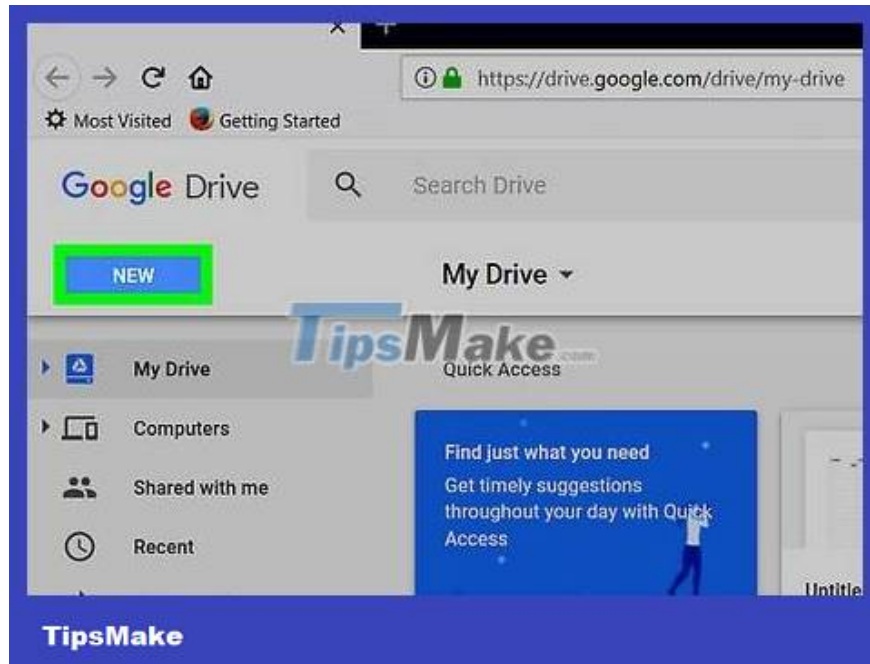 https://drive.google.com/drive/my-drive
Most Visited Getting Started
Google Drive Search Drive
NEW My Drive
TipsMake.com
My Drive Quick Access
Computers
Find just what you need
Shared with me Get timely suggestions
throughout your day with Quick
Recent Access
Untitle
TipsMake